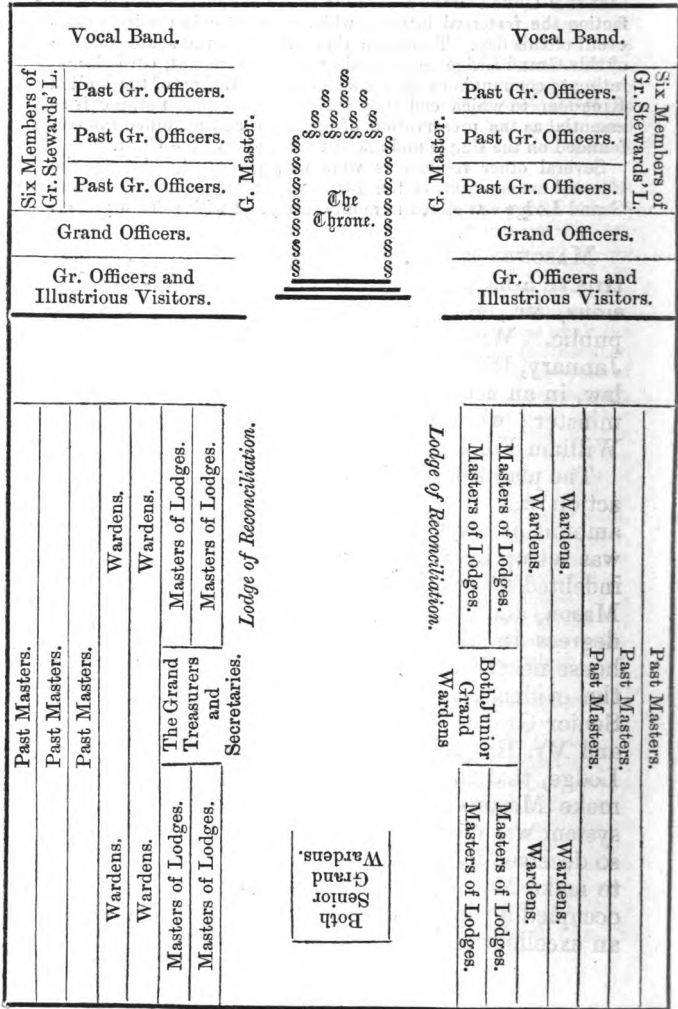 Vocal Band.
Six Members of
Gr. Stewards' L.
Past Gr. Officers.
Past Gr. Officers.
Past Gr. Officers.
Grand Officers.
Gr. Officers and
Illustrious Visitors.
G. Master.
The
Throne.
G. Master.
Vocal Band.
Past Gr. Officers.
Past Gr. Officers.
Past Gr. Officers.
Six Members of
Gr. Stewards' L.
Grand Officers.
Gr. Officers and
Illustrious Visitors.
Past Masters.
Past Masters.
Past Masters.
Wardens.
Wardens.
Wardens.
Wardens.
Masters of Lodges.
Masters of Lodges.
The Grand
Treasurers
and
Secretaries.
Masters of Lodges.
Masters of Lodges.
Lodge of Reconciliation.
Both
Senior
Grand
Wardens.
Lodge of Reconciliation.
Masters of Lodges.
Masters of Lodges.
Both Junior
Grand
Wardens
Masters of Lodges.
Masters of Lodges.
Wardens.
Wardens.
Wardens.
Wardens.
Past Masters.
Past Masters.
Past Masters.